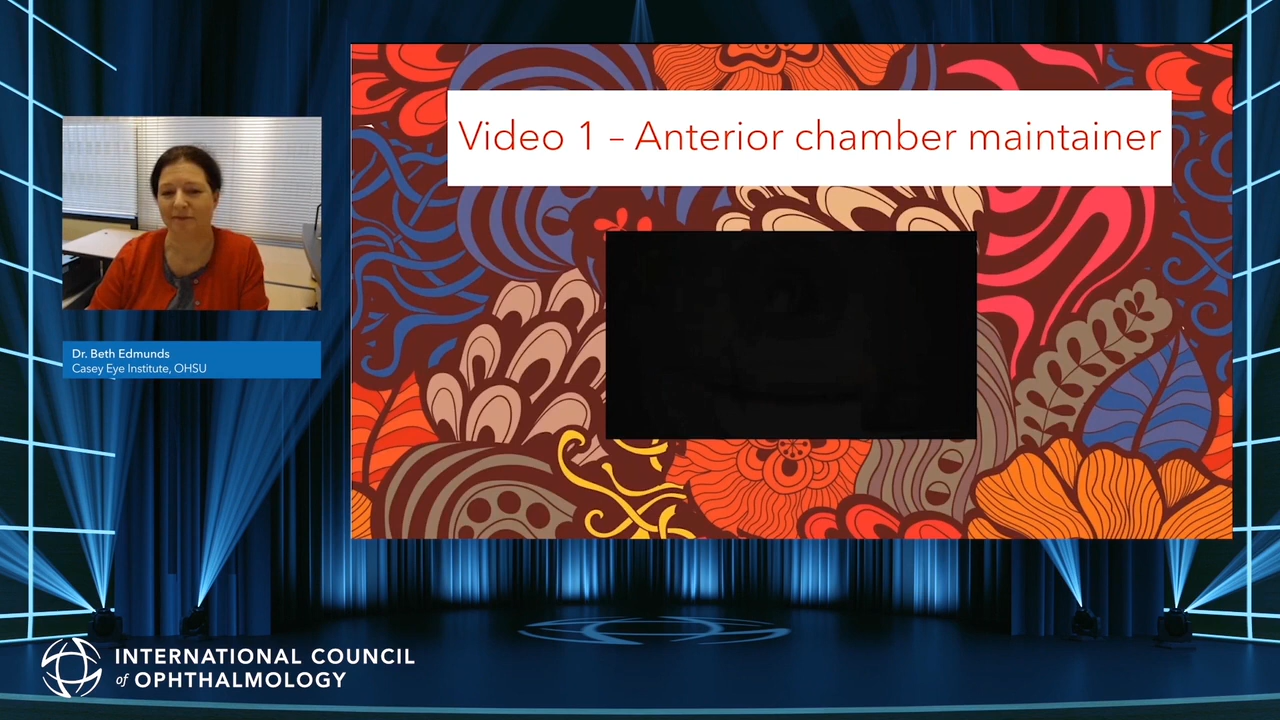 Video 1 – Anterior chamber maintainer
Dr. Beth Edmunds
Casey Eye Institute, OHSU
INTERNATIONAL COUNCIL
of OPHTHALMOLOGY